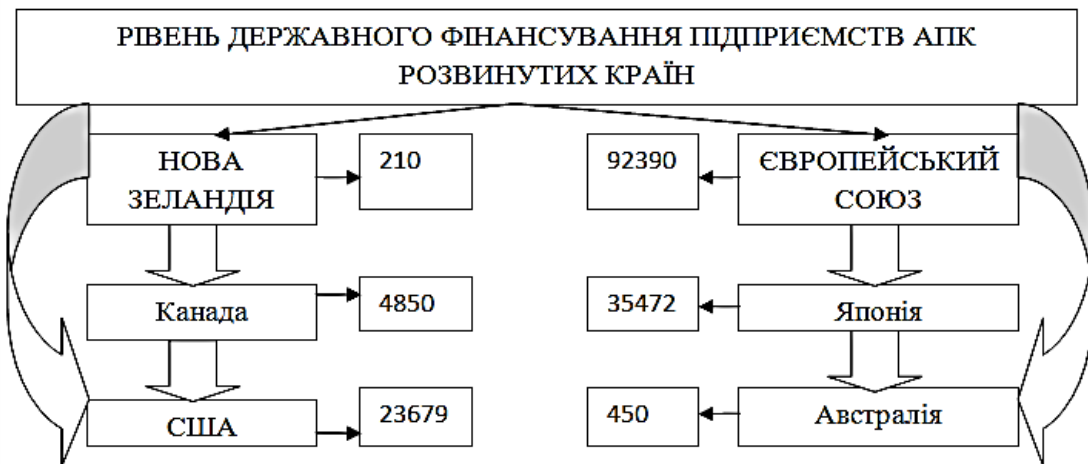 РІВЕНЬ ДЕРЖАВНОГО ФІНАНСУВАННЯ ПІДПРИЄМСТВ АПК
РОЗВИНУТИХ КРАЇН
НОВА
ЗЕЛАНДІЯ
210
92390
ЄВРОПЕЙСЬКИЙ
СОЮЗ
Канада
4850
35472
Японія
США
23679
450
Австралія